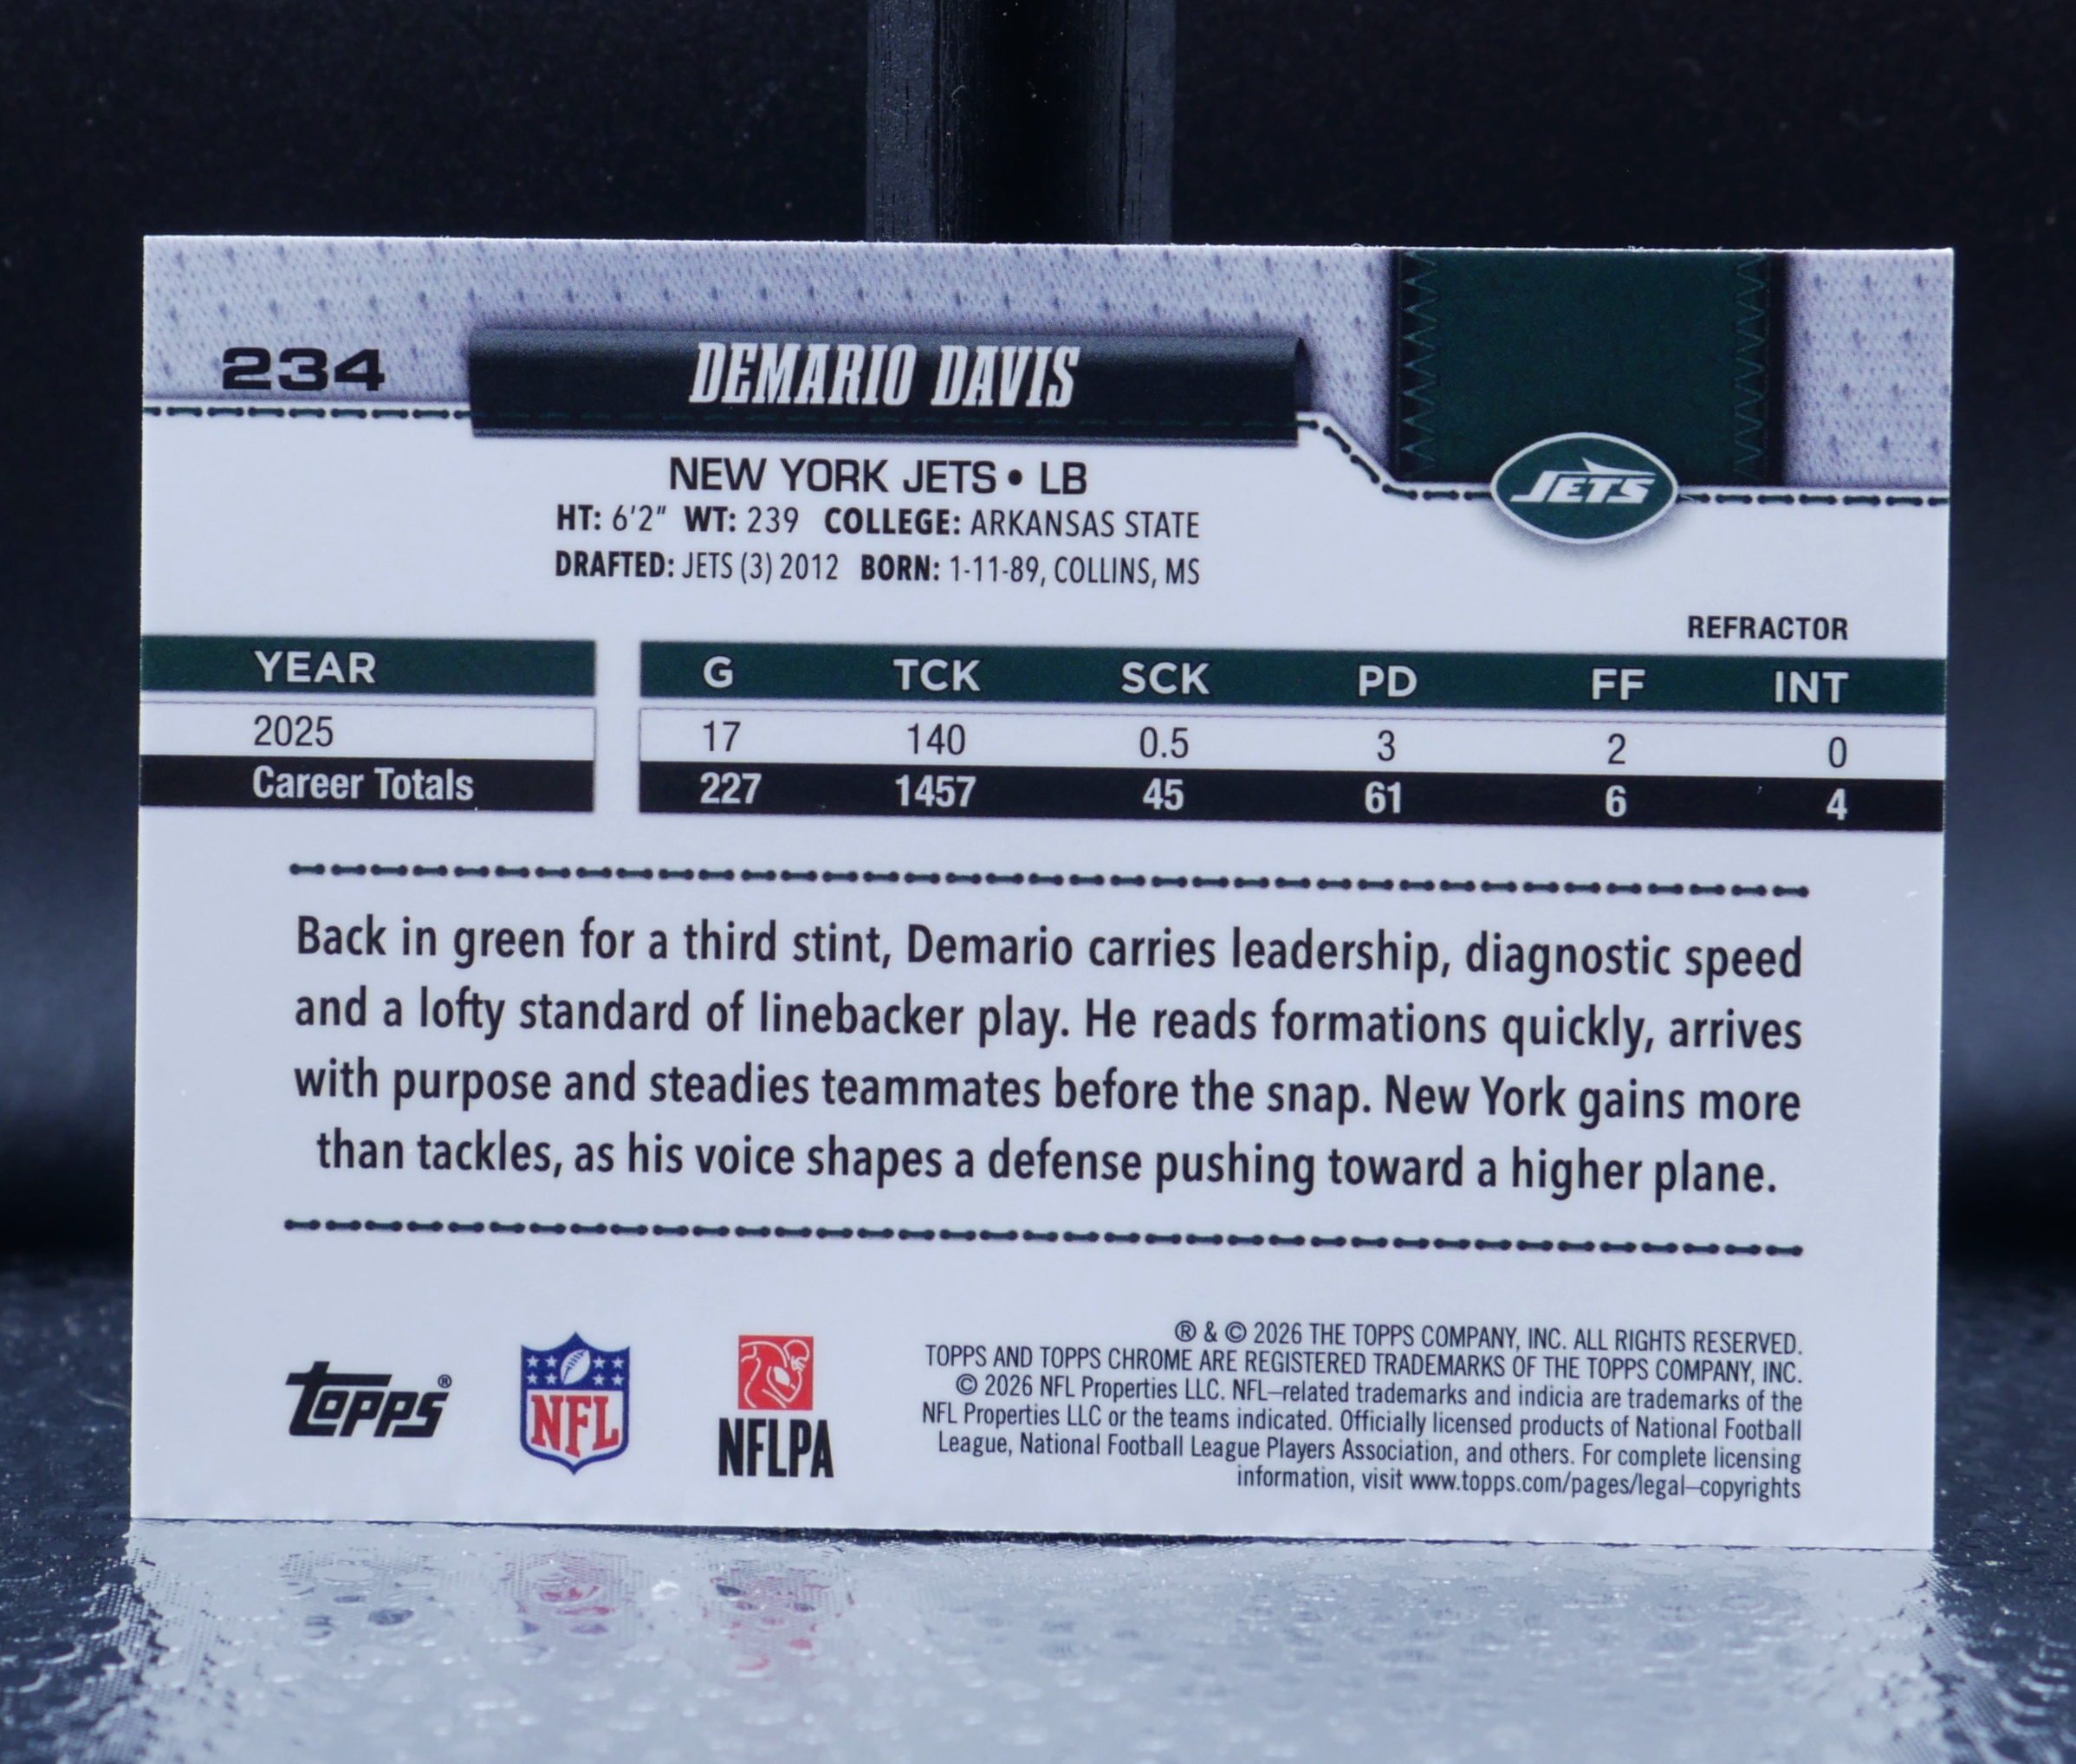 234
DEMARIO DAVIS
NEW YORK JETS • LB
JETS
HT: 6'2" WT: 239 COLLEGE: ARKANSAS STATE
DRAFTED: JETS (3) 2012 BORN: 1-11-89, COLLINS, MS
REFRACTOR
YEAR G TCK SCK PD FF INT
2025 17 140 0.5 3 2 0
Career Totals 227 1457 45 61 6 4
Back in green for a third stint, Demario carries leadership, diagnostic speed
and a lofty standard of linebacker play. He reads formations quickly, arrives
with purpose and steadies teammates before the snap. New York gains more
than tackles, as his voice shapes a defense pushing toward a higher plane.
topps®
NFL
NFLPA
® & © 2026 THE TOPPS COMPANY, INC. ALL RIGHTS RESERVED.
TOPPS AND TOPPS CHROME ARE REGISTERED TRADEMARKS OF THE TOPPS COMPANY, INC.
© 2026 NFL Properties LLC. NFL–related trademarks and indicia are trademarks of the
NFL Properties LLC or the teams indicated. Officially licensed products of National Football
League, National Football League Players Association, and others. For complete licensing
information, visit www.topps.com/pages/legal–copyrights